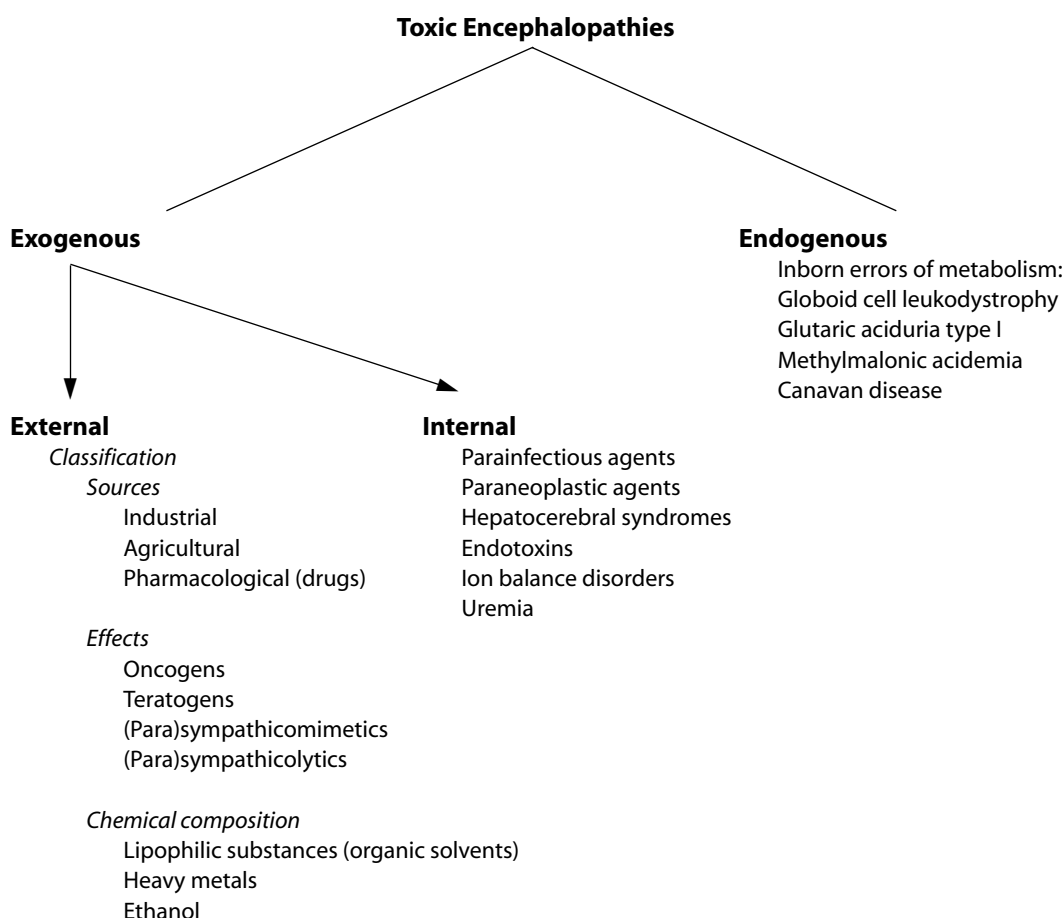 Toxic Encephalopathies
Exogenous
External
Classification
Sources
Industrial
Agricultural
Pharmacological (drugs)
Effects
Oncogens
Teratogens
(Para)sympathicomimetics
(Para)sympathicolytics
Chemical composition
Lipophilic substances (organic solvents)
Heavy metals
Ethanol
Internal
Parainfectious agents
Paraneoplastic agents
Hepatocerebral syndromes
Endotoxins
Ion balance disorders
Uremia
Endogenous
Inborn errors of metabolism:
Globoid cell leukodystrophy
Glutaric aciduria type I
Methylmalonic acidemia
Canavan disease